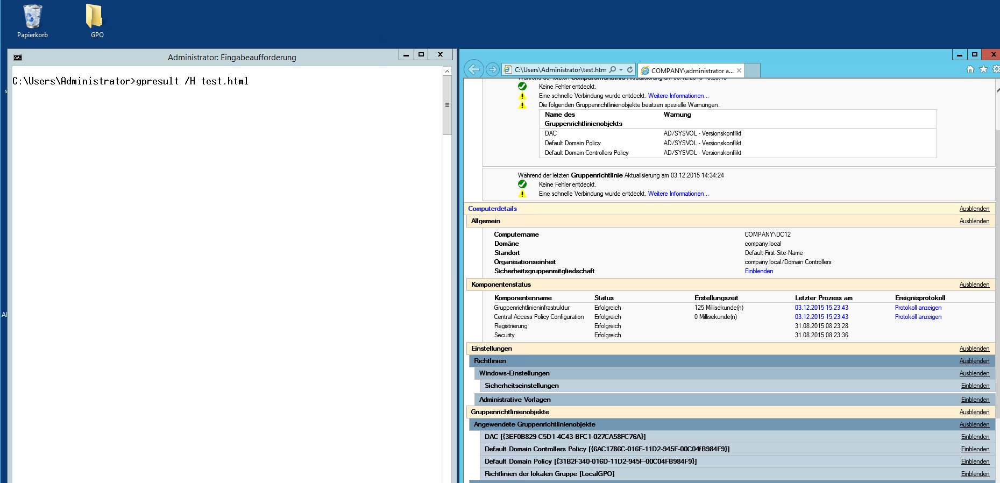 Papierkorb
GPO
Administrator: Eingabeaufforderung
C:\Users\Administrator>gpresult /H test.html
C:\Users\Administrator\test.htm
COMPANY\administrator a...
Keine Fehler entdeckt.
Eine schnelle Verbindung wurde entdeckt. Weitere Informationen...
Die folgenden Gruppenrichtlinienobjekte besitzen spezielle Warnungen.
Name des Gruppenrichtlinienobjekts Warnung
DAC AD/SYSVOL - Versionskonflikt
Default Domain Policy AD/SYSVOL - Versionskonflikt
Default Domain Controllers Policy AD/SYSVOL - Versionskonflikt
Während der letzten Gruppenrichtlinie Aktualisierung am 03.12.2015 14:34:24
Keine Fehler entdeckt.
Eine schnelle Verbindung wurde entdeckt. Weitere Informationen...
Computerdetails Ausblenden
Allgemein Ausblenden
Computername COMPANY\DC12
Domäne company.local
Standort Default-First-Site-Name
Organisationseinheit company.local/Domain Controllers
Sicherheitsgruppenmitgliedschaft Einblenden
Komponentenstatus Ausblenden
Komponentenname Status Erstellungszeit Letzter Prozess am Ereignisprotokoll
Gruppenrichtlinieninfrastruktur Erfolgreich 125 Millisekunde(n) 03.12.2015 15:23:43 Protokoll anzeigen
Central Access Policy Configuration Erfolgreich 0 Millisekunde(n) 03.12.2015 15:23:43 Protokoll anzeigen
Registrierung Erfolgreich 31.08.2015 08:23:28
Security Erfolgreich 31.08.2015 08:23:36
Einstellungen Ausblenden
Richtlinien Ausblenden
Windows-Einstellungen Ausblenden
Sicherheitseinstellungen Einblenden
Administrative Vorlagen Einblenden
Gruppenrichtlinienobjekte Ausblenden
Angewendete Gruppenrichtlinienobjekte Ausblenden
DAC [{3EF0B829-C5D1-4C43-BFC1-027CA58FC76A}] Einblenden
Default Domain Controllers Policy [{6AC1786C-016F-11D2-945F-00C04fB984F9}] Einblenden
Default Domain Policy [{31B2F340-016D-11D2-945F-00C04FB984F9}] Einblenden
Richtlinien der lokalen Gruppe [LocalGPO] Einblenden